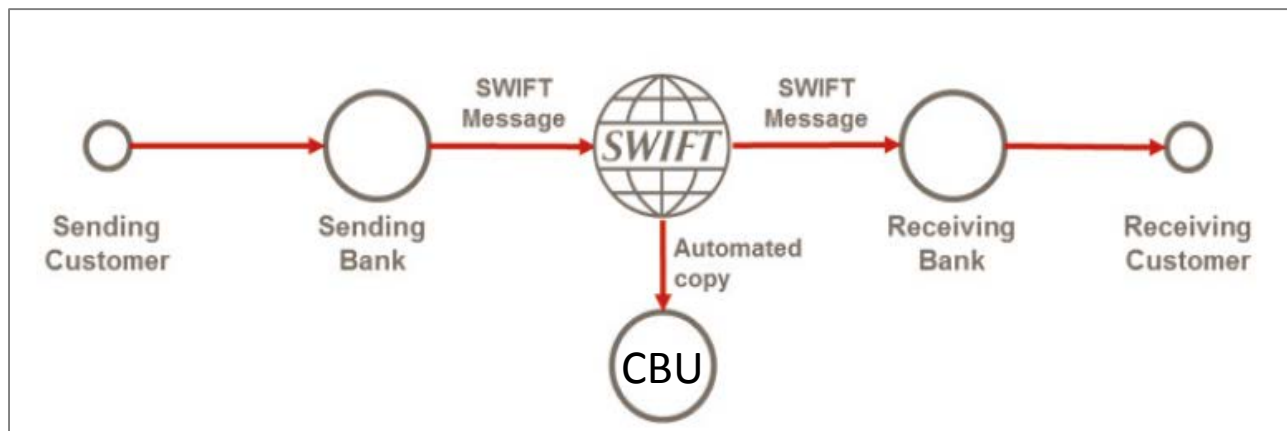 SWIFT
Message
SWIFT
Message
SWIFT
Sending
Customer
Sending
Bank
Automated
copy
Receiving
Bank
Receiving
Customer
CBU